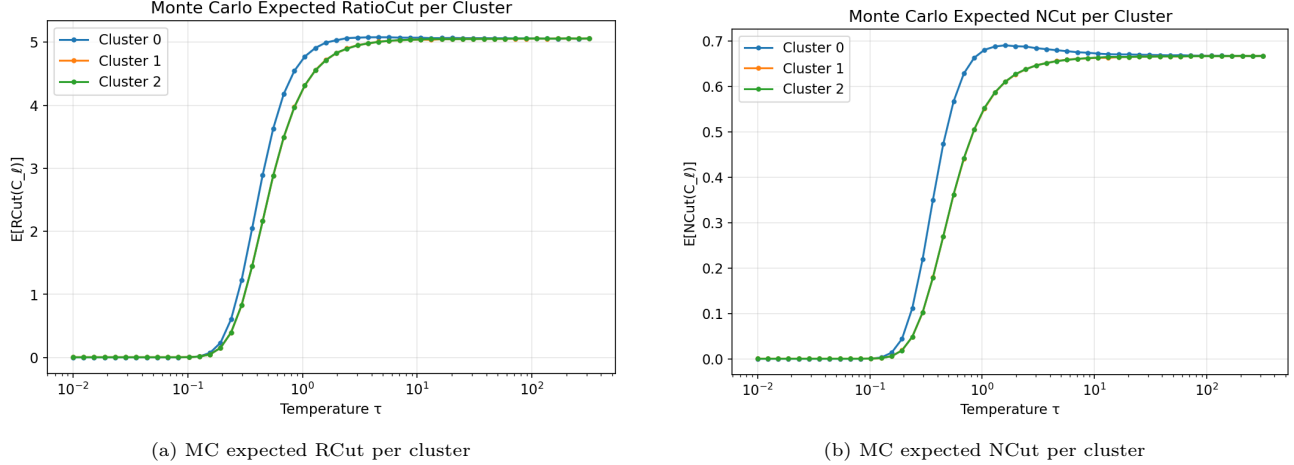 Monte Carlo Expected RatioCut per Cluster
Cluster 0
Cluster 1
Cluster 2
E[RCut(C_ℓ)]
5
4
3
2
1
0
10⁻²
10⁻¹
10⁰
10¹
10²
Temperature τ
(a) MC expected RCut per cluster
Monte Carlo Expected NCut per Cluster
Cluster 0
Cluster 1
Cluster 2
E[NCut(C_ℓ)]
0.7
0.6
0.5
0.4
0.3
0.2
0.1
0.0
10⁻²
10⁻¹
10⁰
10¹
10²
Temperature τ
(b) MC expected NCut per cluster